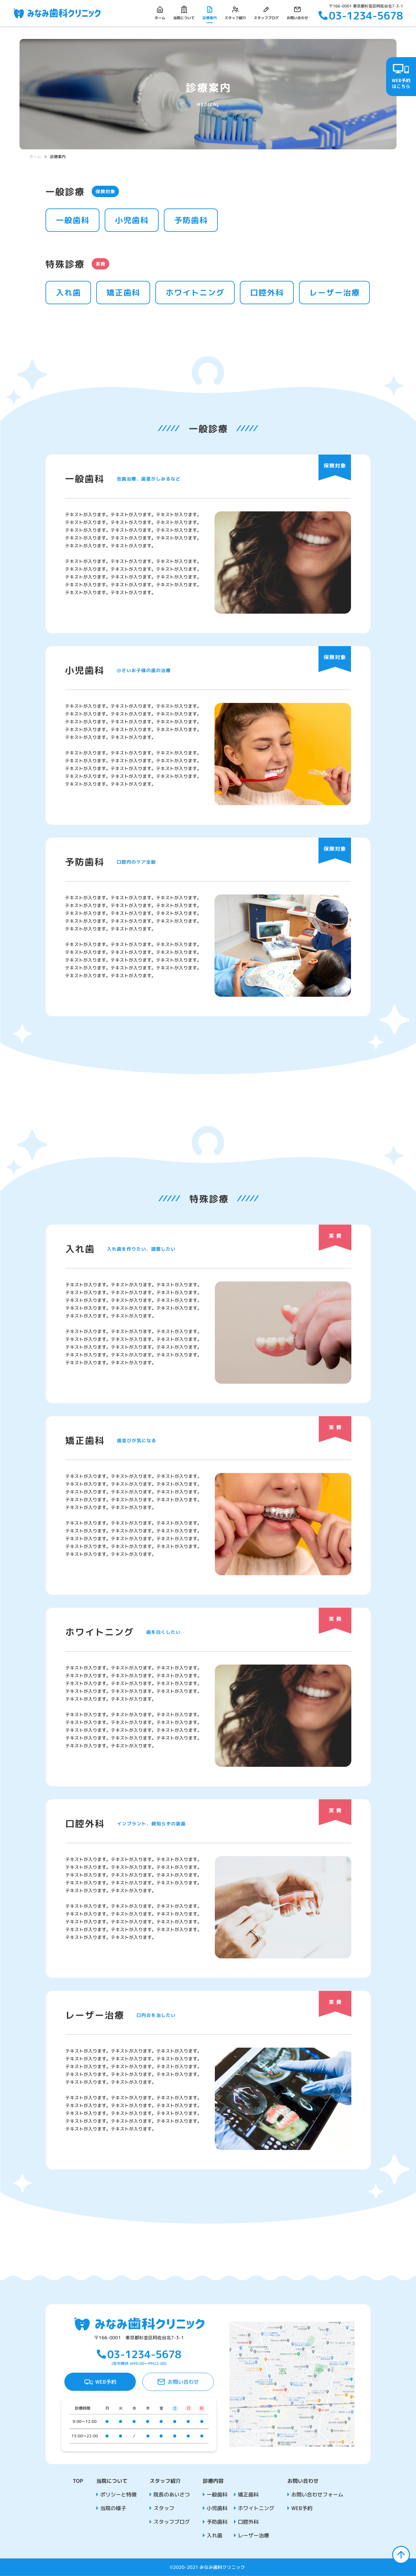 みなみ歯科クリニック
ホーム 当院について 診療案内 スタッフ紹介 スタッフブログ お問い合わせ
〒166-0001 東京都杉並区阿佐谷北7-3-1
03-1234-5678
WEB予約
はこちら
診療案内
MEDICAL
ホーム > 診療案内
一般診療 保険対象
一般歯科 小児歯科 予防歯科
特殊診療 実費
入れ歯 矯正歯科 ホワイトニング 口腔外科 レーザー治療
一般診療
保険対象
一般歯科 虫歯治療、歯茎がしみるなど
テキストが入ります。テキストが入ります。テキストが入ります。
テキストが入ります。テキストが入ります。テキストが入ります。
テキストが入ります。テキストが入ります。テキストが入ります。
テキストが入ります。テキストが入ります。テキストが入ります。
テキストが入ります。テキストが入ります。
テキストが入ります。テキストが入ります。テキストが入ります。
テキストが入ります。テキストが入ります。テキストが入ります。
テキストが入ります。テキストが入ります。テキストが入ります。
テキストが入ります。テキストが入ります。テキストが入ります。
テキストが入ります。テキストが入ります。
保険対象
小児歯科 小さいお子様の歯の治療
テキストが入ります。テキストが入ります。テキストが入ります。
テキストが入ります。テキストが入ります。テキストが入ります。
テキストが入ります。テキストが入ります。テキストが入ります。
テキストが入ります。テキストが入ります。テキストが入ります。
テキストが入ります。テキストが入ります。
テキストが入ります。テキストが入ります。テキストが入ります。
テキストが入ります。テキストが入ります。テキストが入ります。
テキストが入ります。テキストが入ります。テキストが入ります。
テキストが入ります。テキストが入ります。テキストが入ります。
テキストが入ります。テキストが入ります。
保険対象
予防歯科 口腔内のケア全般
テキストが入ります。テキストが入ります。テキストが入ります。
テキストが入ります。テキストが入ります。テキストが入ります。
テキストが入ります。テキストが入ります。テキストが入ります。
テキストが入ります。テキストが入ります。テキストが入ります。
テキストが入ります。テキストが入ります。
テキストが入ります。テキストが入ります。テキストが入ります。
テキストが入ります。テキストが入ります。テキストが入ります。
テキストが入ります。テキストが入ります。テキストが入ります。
テキストが入ります。テキストが入ります。テキストが入ります。
テキストが入ります。テキストが入ります。
特殊診療
実費
入れ歯 入れ歯を作りたい、調整したい
テキストが入ります。テキストが入ります。テキストが入ります。
テキストが入ります。テキストが入ります。テキストが入ります。
テキストが入ります。テキストが入ります。テキストが入ります。
テキストが入ります。テキストが入ります。テキストが入ります。
テキストが入ります。テキストが入ります。
テキストが入ります。テキストが入ります。テキストが入ります。
テキストが入ります。テキストが入ります。テキストが入ります。
テキストが入ります。テキストが入ります。テキストが入ります。
テキストが入ります。テキストが入ります。テキストが入ります。
テキストが入ります。テキストが入ります。
実費
矯正歯科 歯並びが気になる
テキストが入ります。テキストが入ります。テキストが入ります。
テキストが入ります。テキストが入ります。テキストが入ります。
テキストが入ります。テキストが入ります。テキストが入ります。
テキストが入ります。テキストが入ります。テキストが入ります。
テキストが入ります。テキストが入ります。
テキストが入ります。テキストが入ります。テキストが入ります。
テキストが入ります。テキストが入ります。テキストが入ります。
テキストが入ります。テキストが入ります。テキストが入ります。
テキストが入ります。テキストが入ります。テキストが入ります。
テキストが入ります。テキストが入ります。
実費
ホワイトニング 歯を白くしたい
テキストが入ります。テキストが入ります。テキストが入ります。
テキストが入ります。テキストが入ります。テキストが入ります。
テキストが入ります。テキストが入ります。テキストが入ります。
テキストが入ります。テキストが入ります。テキストが入ります。
テキストが入ります。テキストが入ります。
テキストが入ります。テキストが入ります。テキストが入ります。
テキストが入ります。テキストが入ります。テキストが入ります。
テキストが入ります。テキストが入ります。テキストが入ります。
テキストが入ります。テキストが入ります。テキストが入ります。
テキストが入ります。テキストが入ります。
実費
口腔外科 インプラント、親知らずの抜歯
テキストが入ります。テキストが入ります。テキストが入ります。
テキストが入ります。テキストが入ります。テキストが入ります。
テキストが入ります。テキストが入ります。テキストが入ります。
テキストが入ります。テキストが入ります。テキストが入ります。
テキストが入ります。テキストが入ります。
テキストが入ります。テキストが入ります。テキストが入ります。
テキストが入ります。テキストが入ります。テキストが入ります。
テキストが入ります。テキストが入ります。テキストが入ります。
テキストが入ります。テキストが入ります。テキストが入ります。
テキストが入ります。テキストが入ります。
実費
レーザー治療 口内炎を治したい
テキストが入ります。テキストが入ります。テキストが入ります。
テキストが入ります。テキストが入ります。テキストが入ります。
テキストが入ります。テキストが入ります。テキストが入ります。
テキストが入ります。テキストが入ります。テキストが入ります。
テキストが入ります。テキストが入ります。
テキストが入ります。テキストが入ります。テキストが入ります。
テキストが入ります。テキストが入ります。テキストが入ります。
テキストが入ります。テキストが入ります。テキストが入ります。
テキストが入ります。テキストが入ります。テキストが入ります。
テキストが入ります。テキストが入ります。
みなみ歯科クリニック
〒166-0001 東京都杉並区阿佐谷北7-3-1
03-1234-5678
WEB予約 お問い合わせ
診療時間 月 火 水 木 金 土 日 祝
9:00〜12:00 ● ● ● ● ● ● ● ●
15:00〜21:00 ● ● / ● ● ● ● ●
TOP 当院について スタッフ紹介 診療内容 お問い合わせ
ポリシーと特徴 院長のあいさつ 一般歯科 矯正歯科 お問い合わせフォーム
当院の様子 スタッフ 小児歯科 ホワイトニング WEB予約
スタッフブログ 予防歯科 口腔外科
入れ歯 レーザー治療
©2020-2021 みなみ歯科クリニック